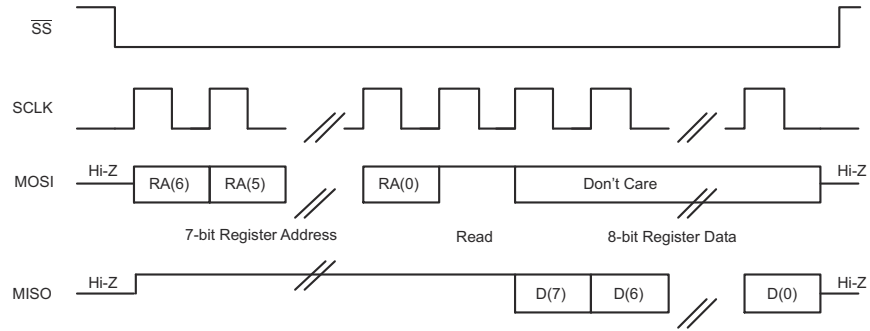 SS
SCLK
MOSI Hi-Z RA(6) RA(5) RA(0) Don't Care Hi-Z
7-bit Register Address Read 8-bit Register Data
MISO Hi-Z D(7) D(6) D(0) Hi-Z